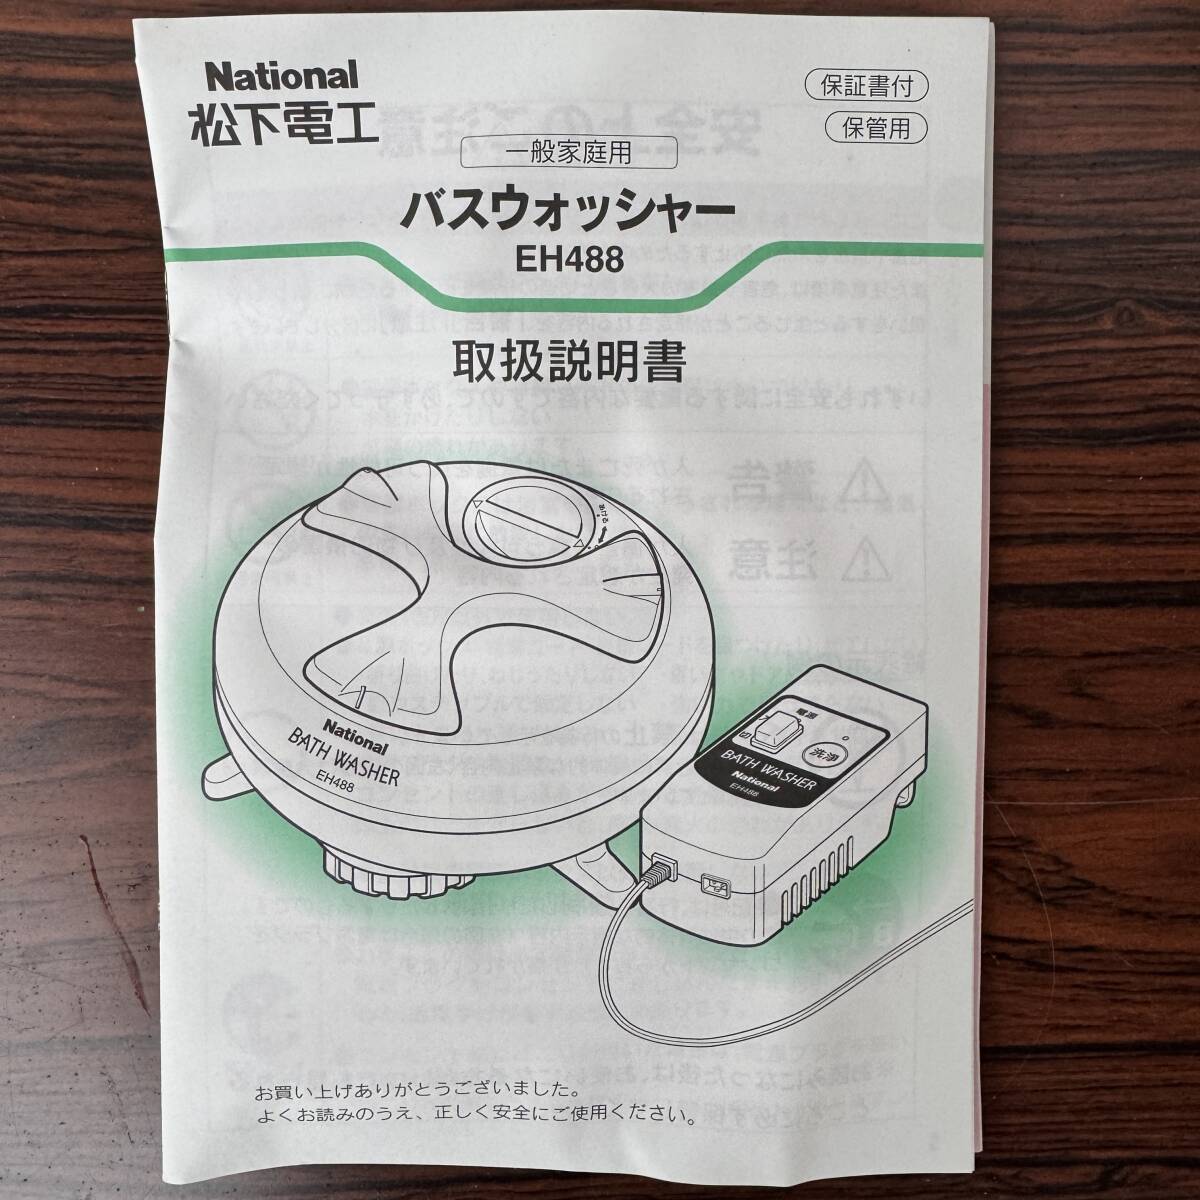 National
松下電工
保証書付
保管用
一般家庭用
バスウォッシャー
EH488
取扱説明書
National
BATH WASHER
EH488
電源
切
洗浄
BATH WASHER
National
EH488
お買い上げありがとうございました。
よくお読みのうえ、正しく安全にご使用ください。